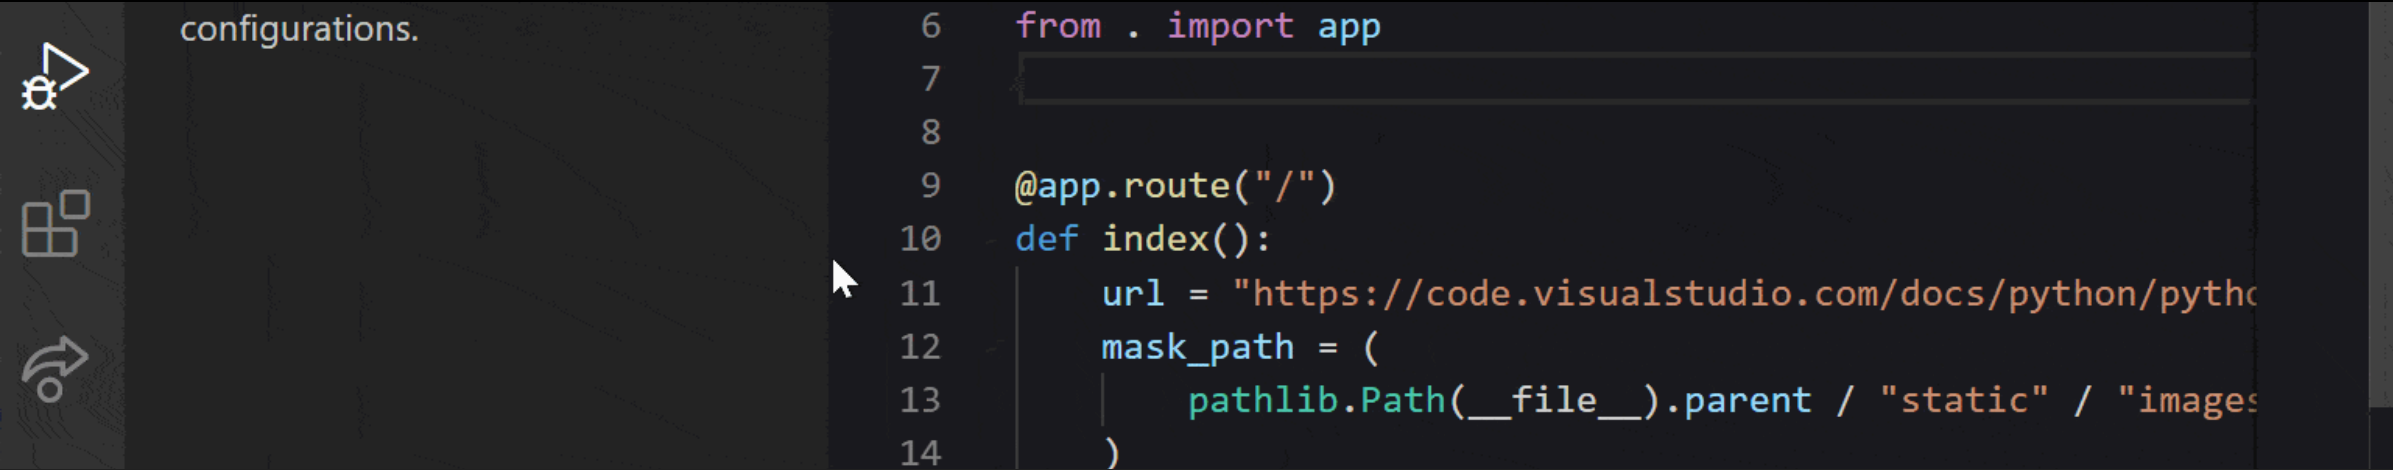 configurations.
6 from . import app
7
8
9 @app.route("/")
10 def index():
11 url = "https://code.visualstudio.com/docs/python/pytho
12 mask_path = (
13 pathlib.Path(__file__).parent / "static" / "images
14 )